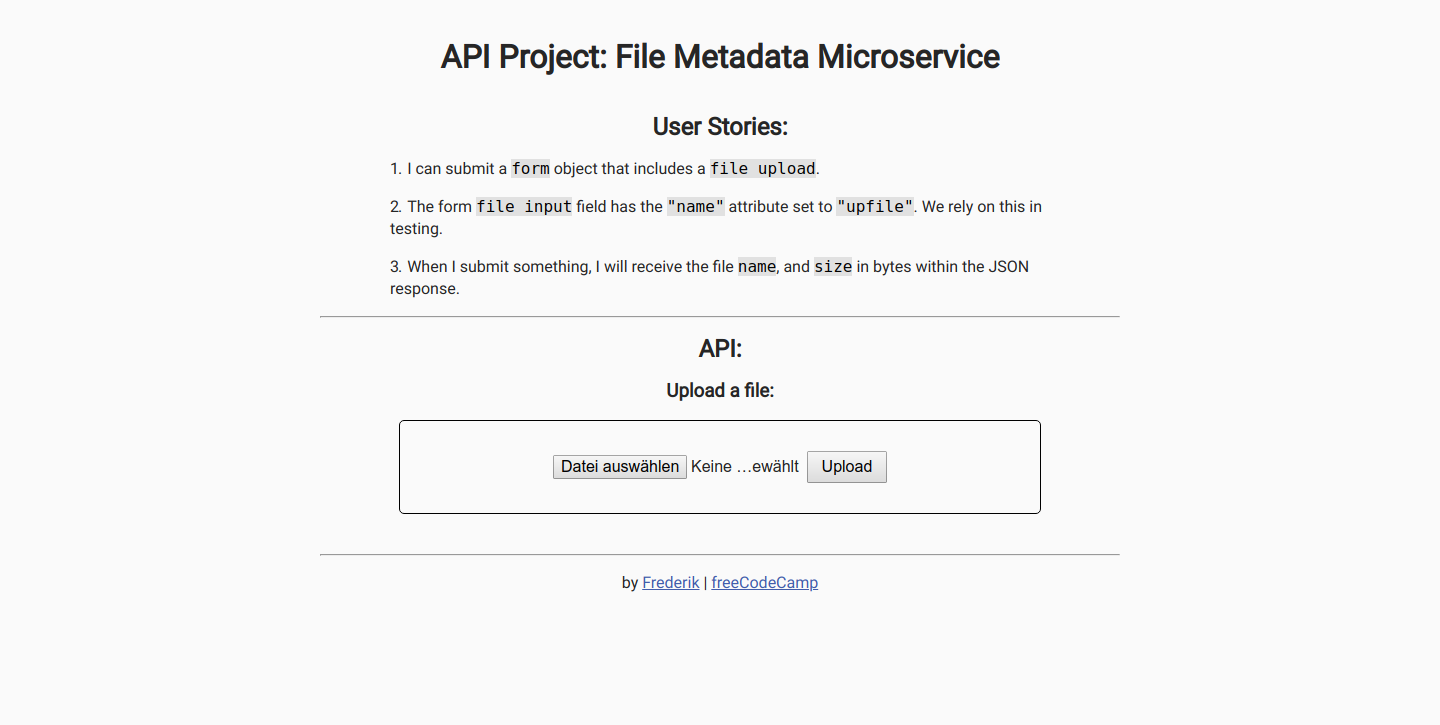 API Project: File Metadata Microservice
User Stories:
1. I can submit a form object that includes a file upload.
2. The form file input field has the "name" attribute set to "upfile". We rely on this in
testing.
3. When I submit something, I will receive the file name, and size in bytes within the JSON
response.
API:
Upload a file:
Datei auswählen Keine …ewählt Upload
by Frederik | freeCodeCamp